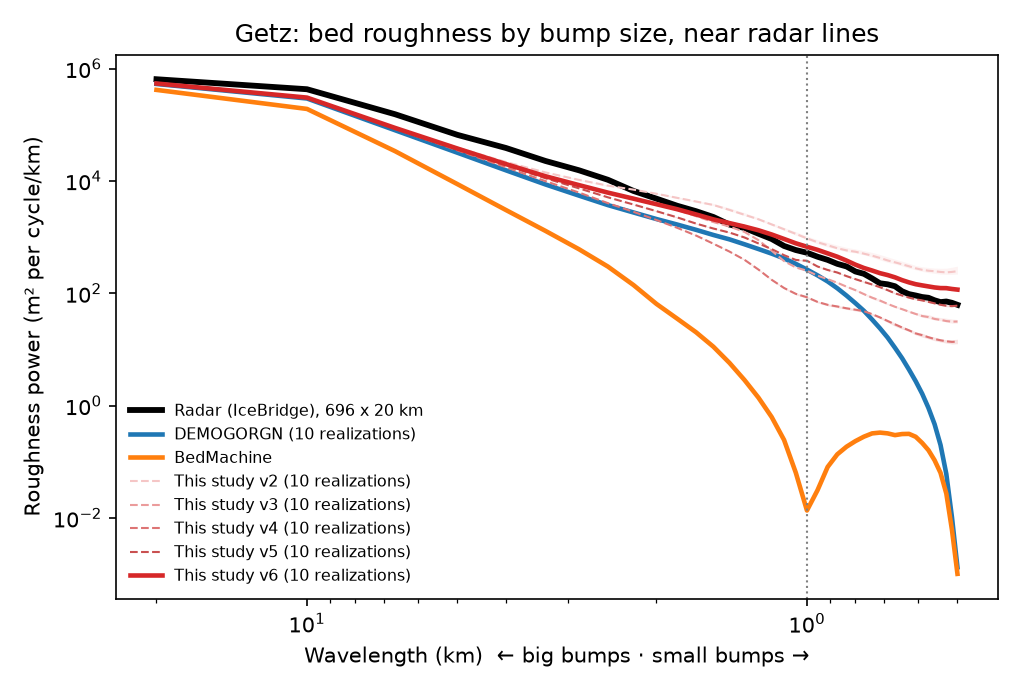 Getz: bed roughness by bump size, near radar lines
Roughness power (m² per cycle/km)
10⁶
10⁴
10²
10⁰
10⁻²
Radar (IceBridge), 696 x 20 km
DEMOGORGN (10 realizations)
BedMachine
This study v2 (10 realizations)
This study v3 (10 realizations)
This study v4 (10 realizations)
This study v5 (10 realizations)
This study v6 (10 realizations)
10¹
10⁰
Wavelength (km) ← big bumps · small bumps →